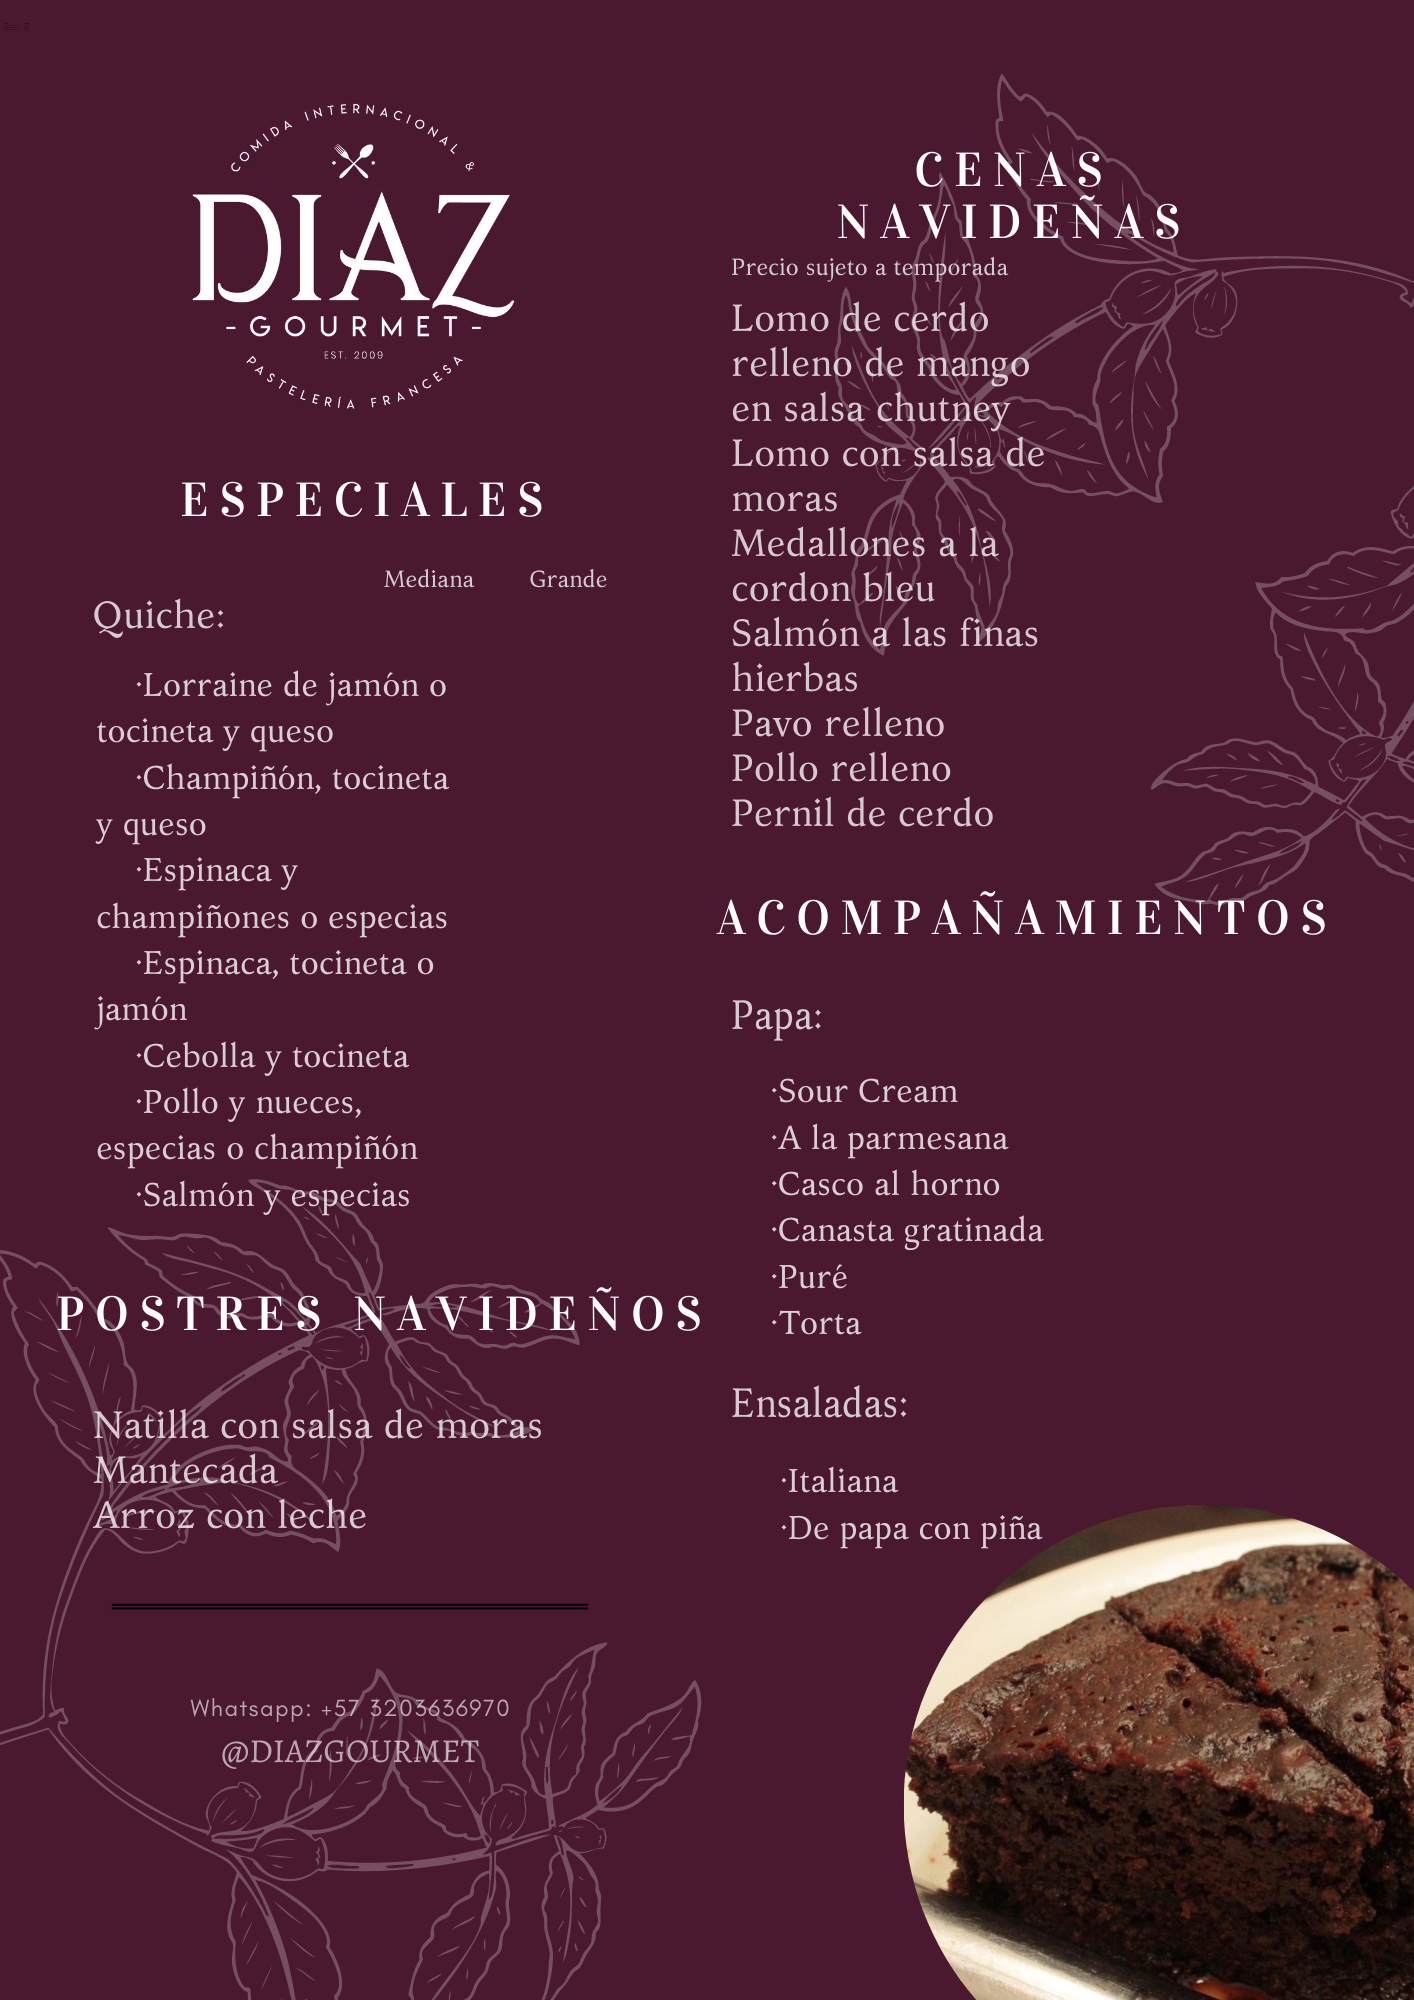 COMIDA INTERNACIONAL &
DIAZ
-GOURMET-
EST. 2009
PASTELERÍA FRANCESA
ESPECIALES
Mediana Grande
Quiche:
·Lorraine de jamón o
tocineta y queso
·Champiñón, tocineta
y queso
·Espinaca y
champiñones o especias
·Espinaca, tocineta o
jamón
·Cebolla y tocineta
·Pollo y nueces,
especias o champiñón
·Salmón y especias
POSTRES NAVIDEÑOS
Natilla con salsa de moras
Mantecada
Arroz con leche
Whatsapp: +57 3203636970
@DIAZGOURMET
CENAS
NAVIDEÑAS
Precio sujeto a temporada
Lomo de cerdo
relleno de mango
en salsa chutney
Lomo con salsa de
moras
Medallones a la
cordon bleu
Salmón a las finas
hierbas
Pavo relleno
Pollo relleno
Pernil de cerdo
ACOMPAÑAMIENTOS
Papa:
·Sour Cream
·A la parmesana
·Casco al horno
·Canasta gratinada
·Puré
·Torta
Ensaladas:
·Italiana
·De papa con piña